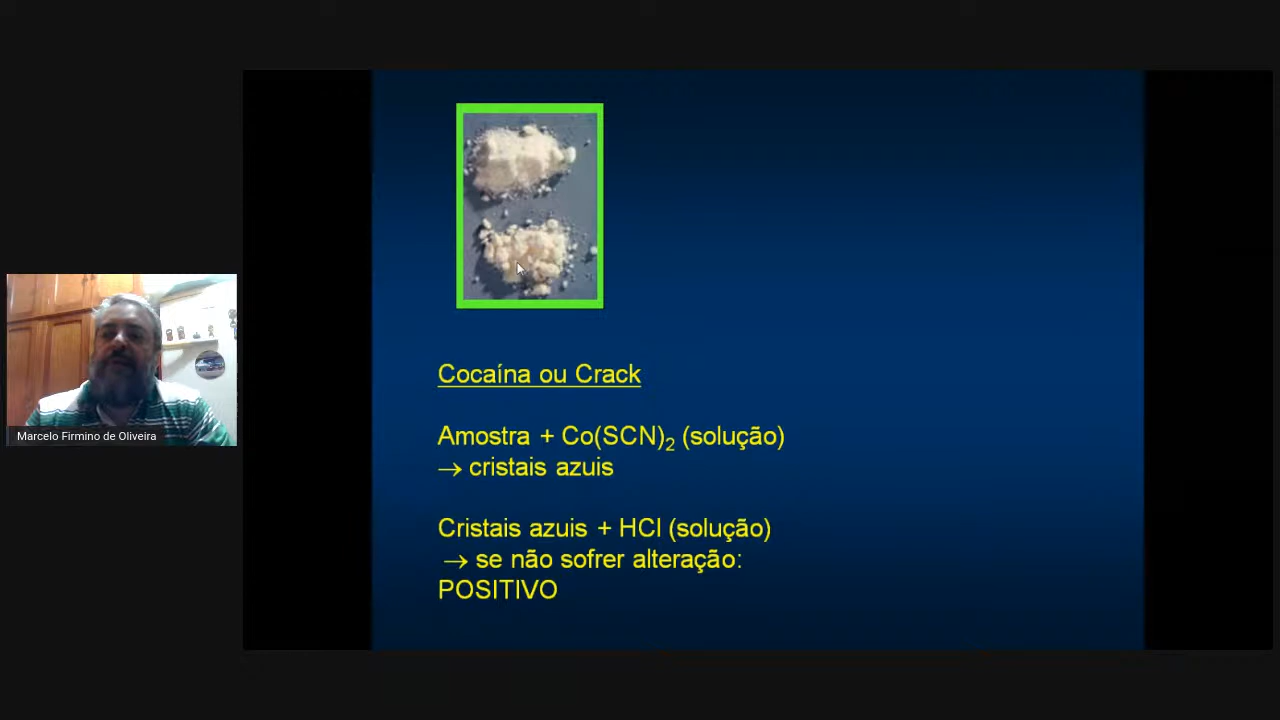 Cocaína ou Crack
Amostra + Co(SCN)₂ (solução)
→ cristais azuis
Cristais azuis + HCl (solução)
→ se não sofrer alteração:
POSITIVO
Marcelo Firmino de Oliveira